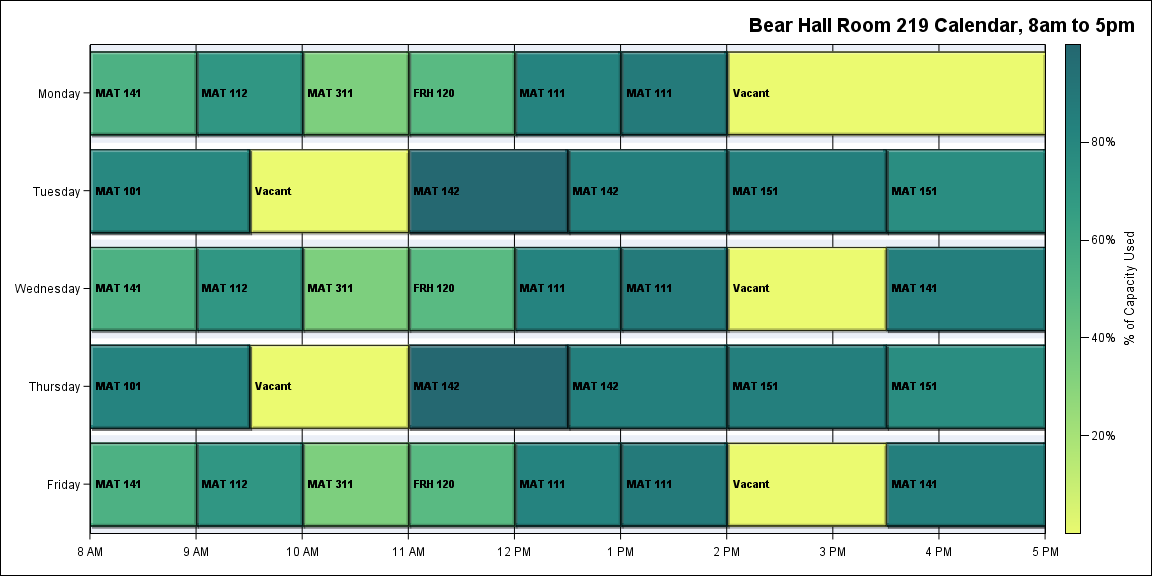 Bear Hall Room 219 Calendar, 8am to 5pm
Monday
MAT 141
MAT 112
MAT 311
FRH 120
MAT 111
MAT 111
Vacant
Tuesday
MAT 101
Vacant
MAT 142
MAT 142
MAT 151
MAT 151
Wednesday
MAT 141
MAT 112
MAT 311
FRH 120
MAT 111
MAT 111
Vacant
MAT 141
Thursday
MAT 101
Vacant
MAT 142
MAT 142
MAT 151
MAT 151
Friday
MAT 141
MAT 112
MAT 311
FRH 120
MAT 111
MAT 111
Vacant
MAT 141
8 AM
9 AM
10 AM
11 AM
12 PM
1 PM
2 PM
3 PM
4 PM
5 PM
80%
60%
40%
20%
% of Capacity Used